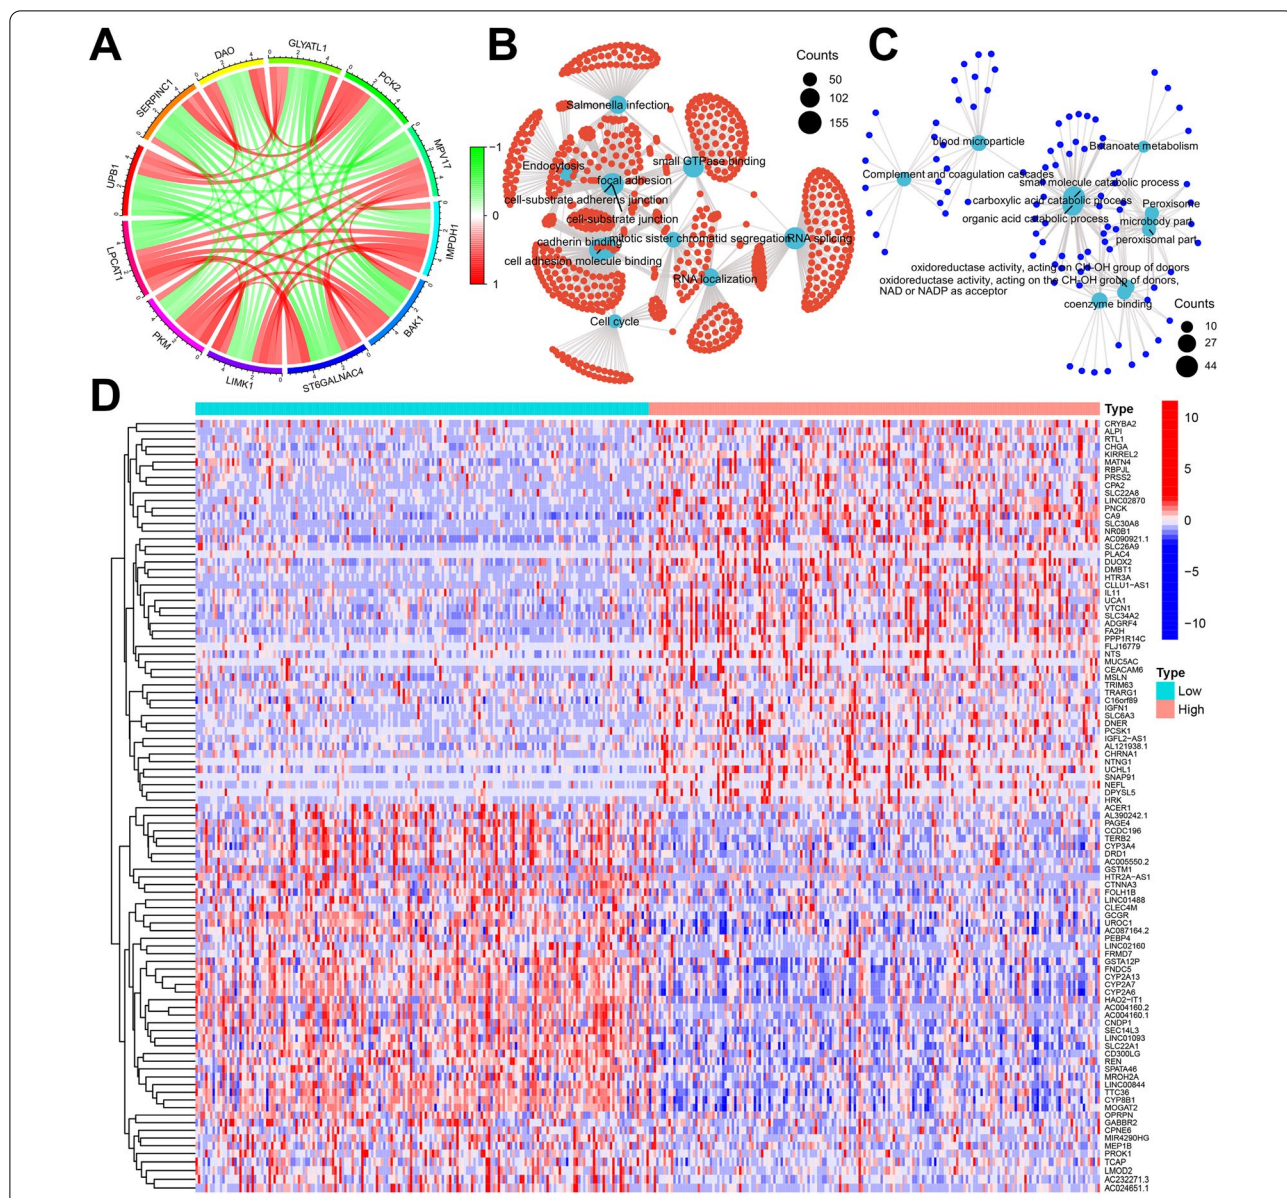 A
GLYATL1
DAO
PCK2
SERPINC1
MPV17
UPB1
IMPDH1
LPCAT1
BAK1
PKM
LIMK1
ST6GALNAC4
−1
0
1
B
Counts
50
102
155
Salmonella infection
small GTPase binding
Endocytosis
focal adhesion
cell-substrate adherens junction
cell-substrate junction
cadherin binding
mitotic sister chromatid segregation
RNA splicing
cell adhesion molecule binding
RNA localization
Cell cycle
C
blood microparticle
Butanoate metabolism
Complement and coagulation cascades
small molecule catabolic process
carboxylic acid catabolic process
Peroxisome
organic acid catabolic process
microbody part
peroxisomal part
oxidoreductase activity, acting on CH-OH group of donors
oxidoreductase activity, acting on the CH-OH group of donors,
NAD or NADP as acceptor
coenzyme binding
Counts
10
27
44
D
Type
CRYBA2
ALPI
RTL1
CHGA
KIRREL2
MATN4
RBPJL
PRSS2
CPA2
SLC22A8
LINC02870
PNCK
CA9
SLC30A8
NR0B1
AC090921.1
SLC26A9
PLAC4
DUOX2
DMBT1
HTR3A
CLLU1−AS1
IL11
UCA1
VTCN1
SLC34A2
ADGRF4
FA2H
PPP1R14C
FLJ16779
NTS
MUC5AC
CEACAM6
MSLN
TRIM63
TRARG1
C16orf89
IGFN1
SLC6A3
DNER
PCSK1
IGFL2−AS1
AL121938.1
CHRNA1
NTNG1
UCHL1
SNAP91
NEFL
DPYSL5
HRK
ACER1
AL390242.1
PAGE4
CCDC196
TERB2
CYP3A4
DRD1
AC005550.2
GSTM1
HTR2A−AS1
CTNNA3
FOLH1B
LINC01488
CLEC4M
GCGR
UROC1
AC087164.2
PEBP4
LINC02160
FRMD7
GSTA12P
FNDC5
CYP2A13
CYP2A7
CYP2A6
HAO2−IT1
AC004160.2
AC004160.1
CNDP1
SEC14L3
LINC01093
SLC22A1
CD300LG
REN
SPATA46
MROH2A
LINC00844
TTC36
CYP8B1
MOGAT2
OPRPN
GABBR2
CPNE6
MIR4290HG
MEP1B
PROK1
TCAP
LMOD2
AC232271.3
AC024651.1
10
5
0
−5
−10
Type
Low
High